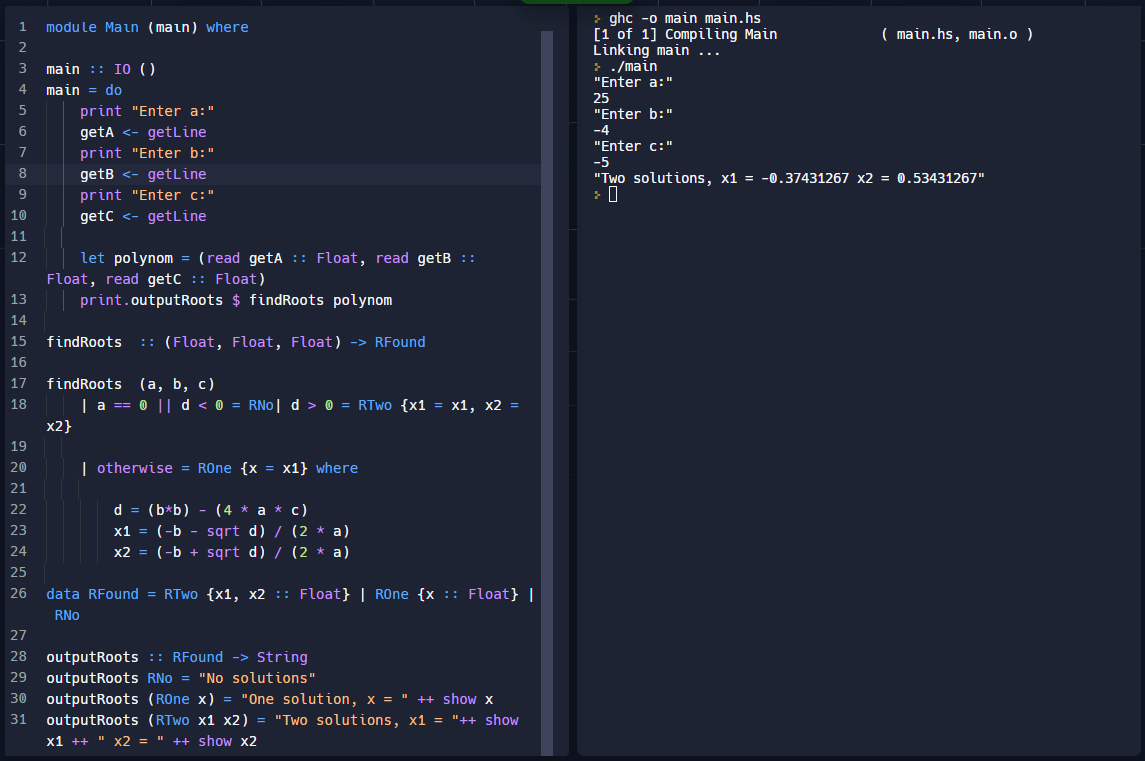 1 module Main (main) where
2
3 main :: IO ()
4 main = do
5 print "Enter a:"
6 getA <- getLine
7 print "Enter b:"
8 getB <- getLine
9 print "Enter c:"
10 getC <- getLine
11
12 let polynom = (read getA :: Float, read getB ::
Float, read getC :: Float)
13 print.outputRoots $ findRoots polynom
14
15 findRoots  :: (Float, Float, Float) -> RFound
16
17 findRoots  (a, b, c)
18 | a == 0 || d < 0 = RNo| d > 0 = RTwo {x1 = x1, x2 =
x2}
19
20 | otherwise = ROne {x = x1} where
21
22 d = (b*b) - (4 * a * c)
23 x1 = (-b - sqrt d) / (2 * a)
24 x2 = (-b + sqrt d) / (2 * a)
25
26 data RFound = RTwo {x1, x2 :: Float} | ROne {x :: Float} |
RNo
27
28 outputRoots :: RFound -> String
29 outputRoots RNo = "No solutions"
30 outputRoots (ROne x) = "One solution, x = " ++ show x
31 outputRoots (RTwo x1 x2) = "Two solutions, x1 = "++ show
x1 ++ " x2 = " ++ show x2
> ghc -o main main.hs
[1 of 1] Compiling Main             ( main.hs, main.o )
Linking main ...
> ./main
"Enter a:"
25
"Enter b:"
-4
"Enter c:"
-5
"Two solutions, x1 = -0.37431267 x2 = 0.53431267"
>